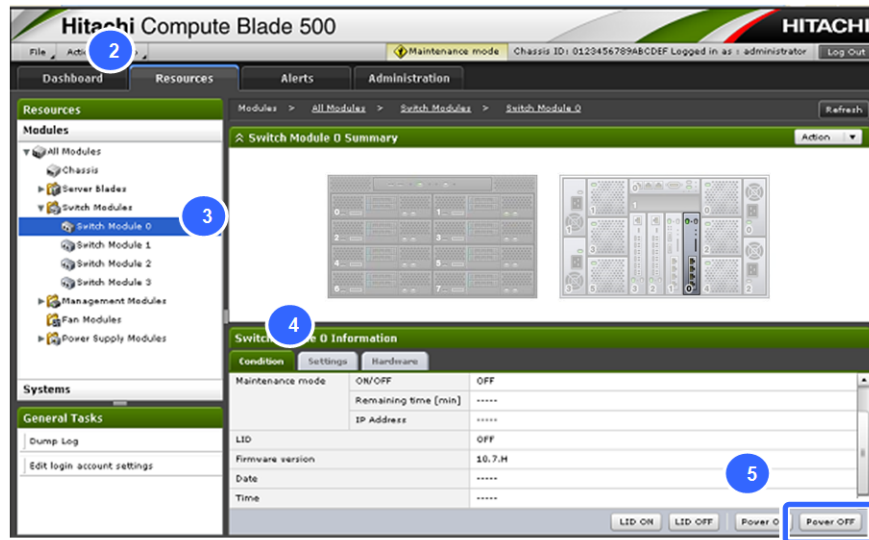 Hitachi Compute Blade 500
HITACHI
File
2
Maintenance mode Chassis ID: 0123456789ABCDEF Logged in as : administrator Log Out
Dashboard Resources Alerts Administration
Resources
Modules > All Modules > Switch Modules > Switch Module 0
Refresh
Modules
Switch Module 0 Summary
Action
All Modules
Chassis
Server Blades
Switch Modules
Switch Module 0
3
Switch Module 1
Switch Module 2
Switch Module 3
Management Modules
Fan Modules
Power Supply Modules
4
0 Information
Condition Settings Hardware
Maintenance mode ON/OFF OFF
Remaining time [min] -----
IP Address -----
LID OFF
Firmware version 10.7.H
Date -----
Time -----
5
LID ON LID OFF Power Power OFF
Systems
General Tasks
Dump Log
Edit login account settings